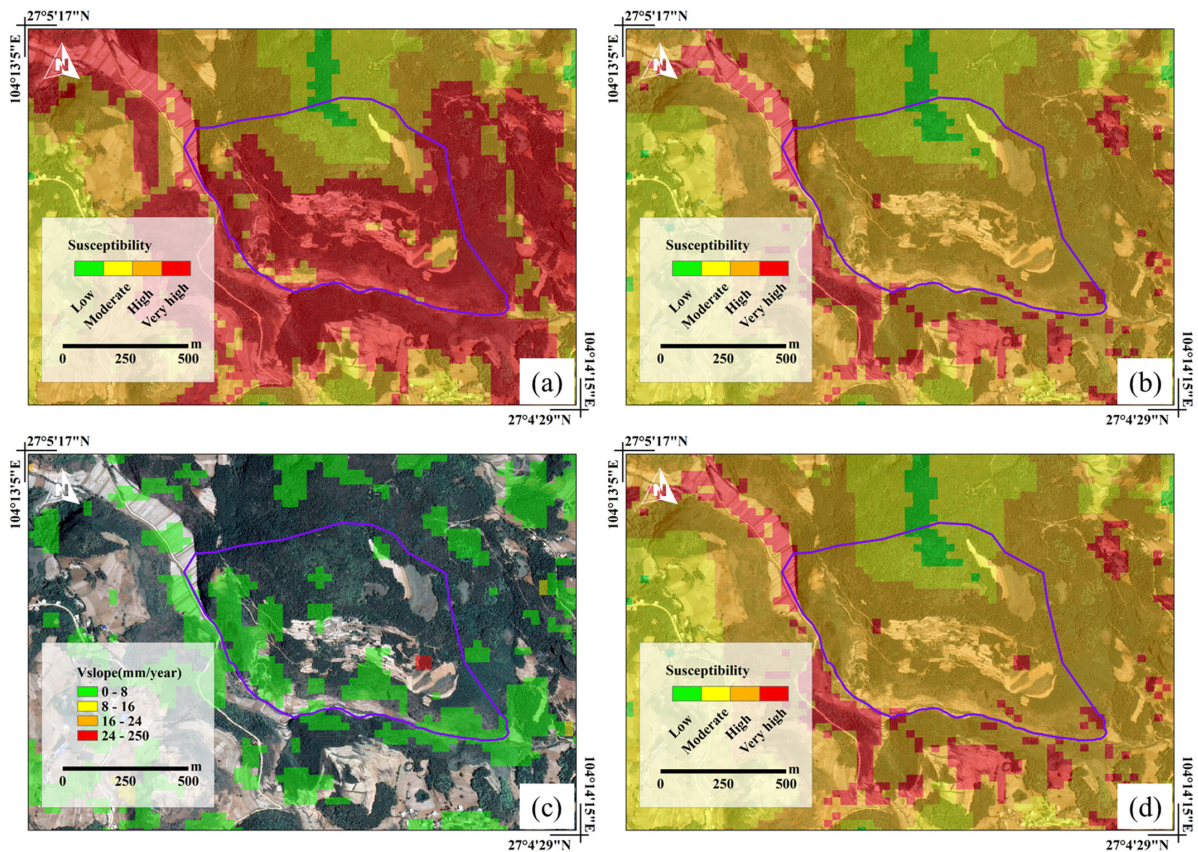 27°5'17"N
104°13'5"E
N
Susceptibility
Low
Moderate
High
Very high
0 250 500 m
(a)
104°14'15"E
27°4'29"N
27°5'17"N
104°13'5"E
N
Susceptibility
Low
Moderate
High
Very high
0 250 500 m
(b)
104°14'15"E
27°4'29"N
27°5'17"N
104°13'5"E
N
Vslope(mm/year)
0 - 8
8 - 16
16 - 24
24 - 250
0 250 500 m
(c)
104°14'15"E
27°4'29"N
27°5'17"N
104°13'5"E
N
Susceptibility
Low
Moderate
High
Very high
0 250 500 m
(d)
104°14'15"E
27°4'29"N